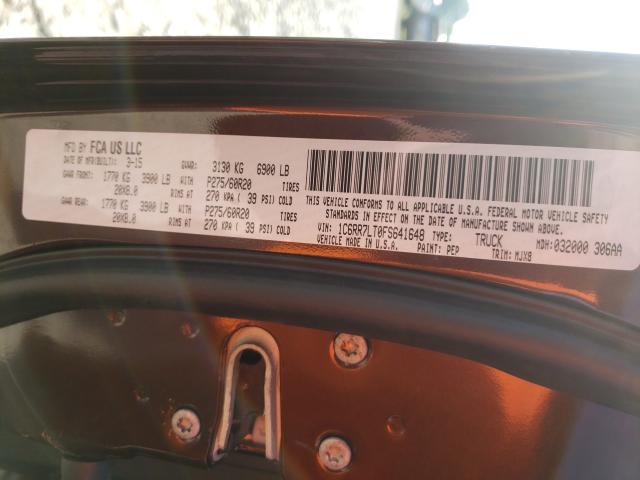 MFD BY FCA US LLC
DATE OF MFR(BUILT): 3-15 GVWR: 3130 KG 6900 LB
GAWR FRONT: 1770 KG 3900 LB WITH P275/60R20 TIRES
20X8.0 RIMS AT 270 KPA ( 39 PSI) COLD
GAWR REAR: 1770 KG 3900 LB WITH P275/60R20 TIRES
20X8.0 RIMS AT 270 KPA ( 39 PSI) COLD
THIS VEHICLE CONFORMS TO ALL APPLICABLE U.S.A. FEDERAL MOTOR VEHICLE SAFETY
STANDARDS IN EFFECT ON THE DATE OF MANUFACTURE SHOWN ABOVE.
VIN: 1C6RR7LT0FS641648 TYPE: TRUCK MDH:032000 306AA
VEHICLE MADE IN U.S.A. PAINT: PEP TRIM: MJX8